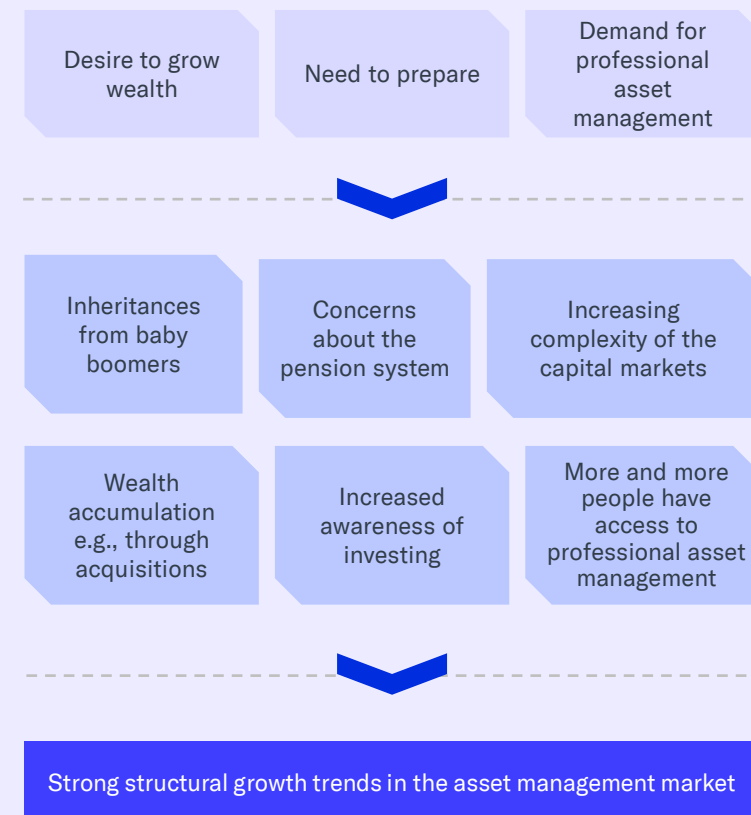 Desire to grow
wealth
Need to prepare
Demand for
professional
asset
management
Inheritances
from baby
boomers
Concerns
about the
pension system
Increasing
complexity of the
capital markets
Wealth
accumulation
e.g., through
acquisitions
Increased
awareness of
investing
More and more
people have
access to
professional asset
management
Strong structural growth trends in the asset management market